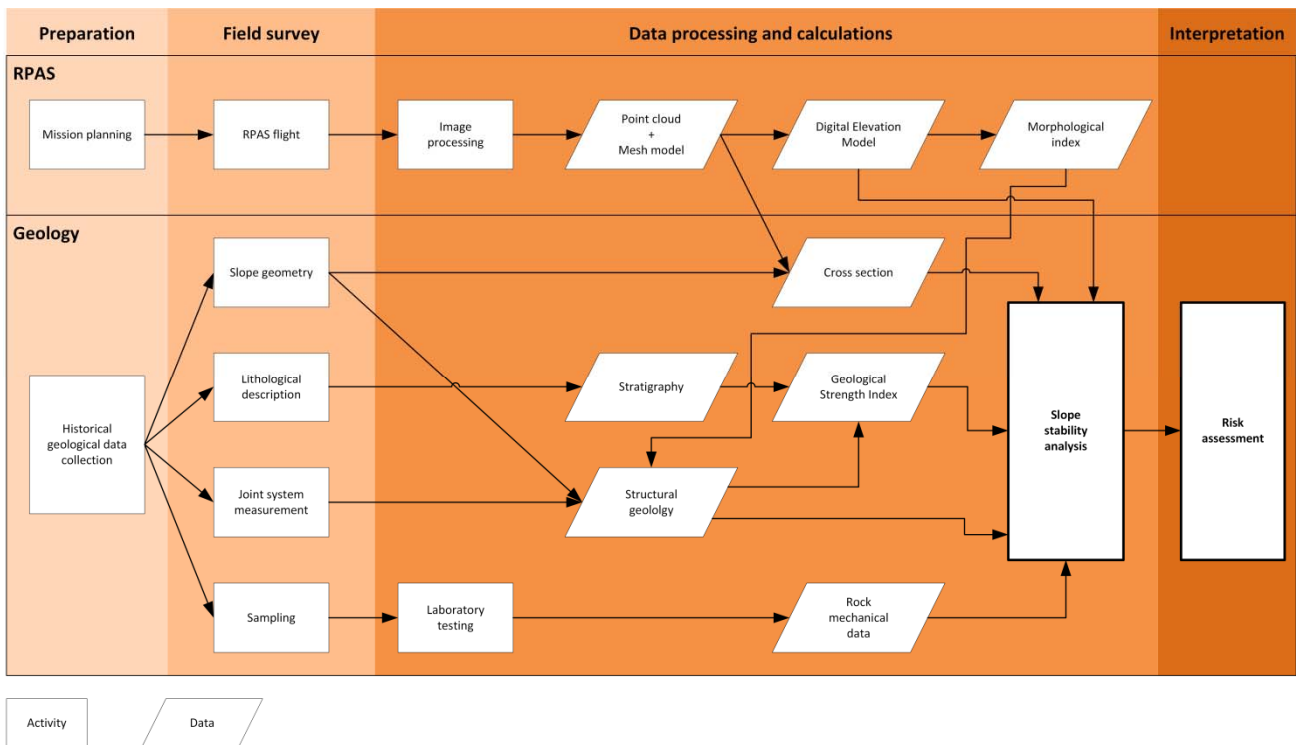 Preparation
Field survey
Data processing and calculations
Interpretation
RPAS
Mission planning
RPAS flight
Image
processing
Point cloud
+
Mesh model
Digital Elevation
Model
Morphological
index
Geology
Slope geometry
Cross section
Lithological
description
Stratigraphy
Geological
Strength Index
Historical
geological data
collection
Slope
stability
analysis
Risk
assessment
Joint system
measurement
Structural
geololgy
Sampling
Laboratory
testing
Rock
mechanical
data
Activity
Data